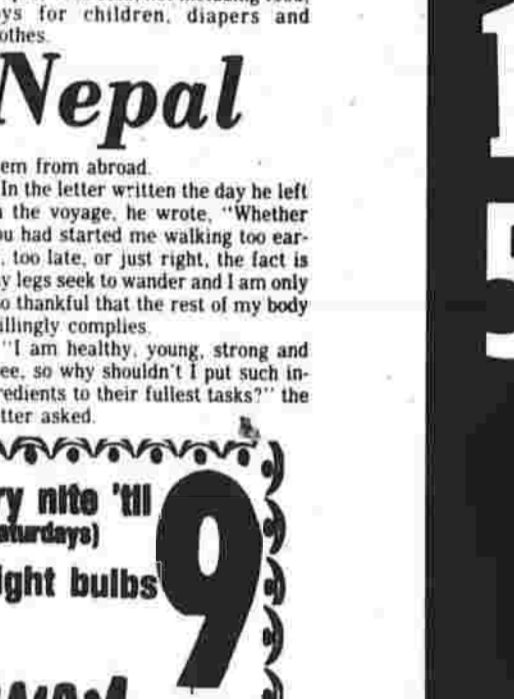 ys for children, diapers and
othes.
Nepal
em from abroad.
In the letter written the day he left
the voyage, he wrote, "Whether
ou had started me walking too ear-
, too late, or just right, the fact is
y legs seek to wander and I am only
o thankful that the rest of my body
illingly complies.
"I am healthy, young, strong and
ee, so why shouldn't I put such in-
redients to their fullest tasks?" the
tter asked.
ry nite 'til 9
aturdays)
ight bulbs